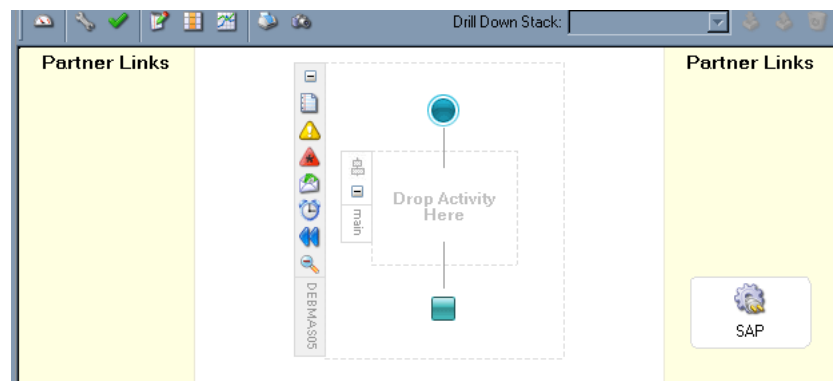 Drill Down Stack:
Partner Links
Partner Links
Drop Activity
Here
main
DEBMAS05
SAP